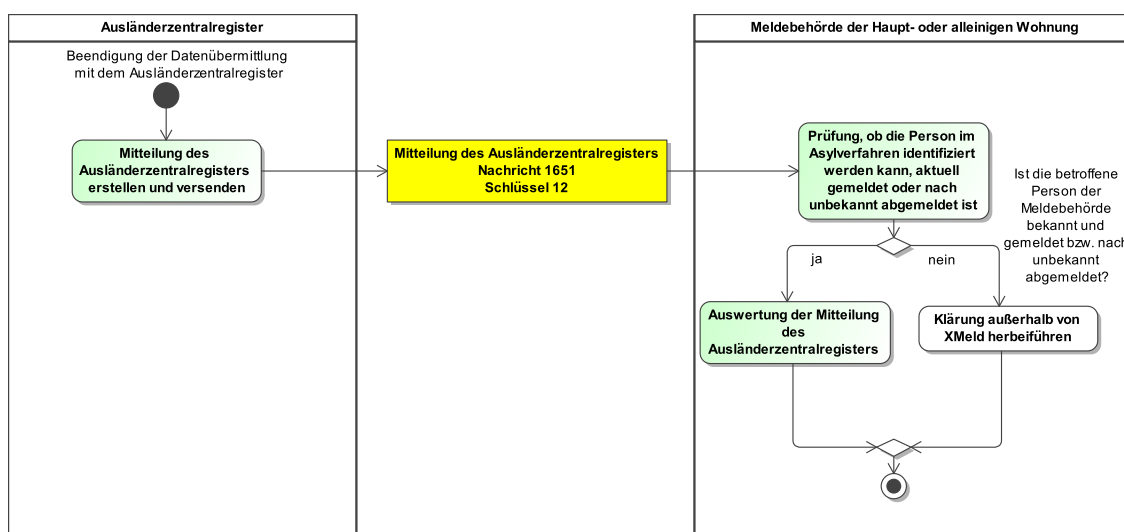 Ausländerzentralregister
Meldebehörde der Haupt- oder alleinigen Wohnung
Beendigung der Datenübermittlung
mit dem Ausländerzentralregister
Mitteilung des
Ausländerzentralregisters
erstellen und versenden
Mitteilung des Ausländerzentralregisters
Nachricht 1651
Schlüssel 12
Prüfung, ob die Person im
Asylverfahren identifiziert
werden kann, aktuell
gemeldet oder nach
unbekannt abgemeldet ist
Ist die betroffene
Person der
Meldebehörde
bekannt und
gemeldet bzw. nach
unbekannt
abgemeldet?
ja
nein
Auswertung der Mitteilung
des
Ausländerzentralregisters
Klärung außerhalb von
XMeld herbeiführen